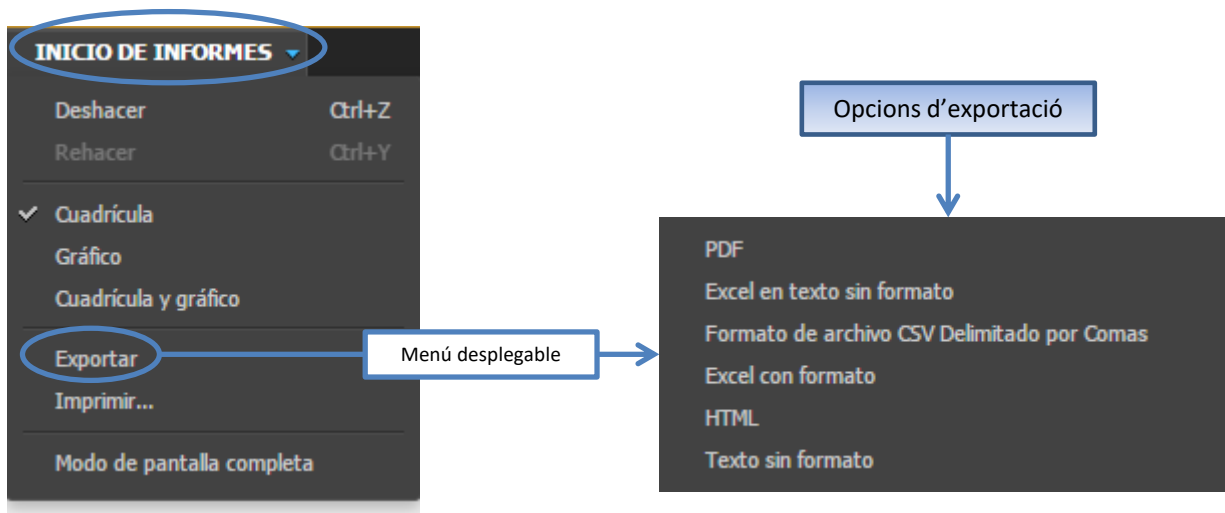 INICIO DE INFORMES
Deshacer Ctrl+Z
Rehacer Ctrl+Y
Cuadrícula
Gráfico
Cuadrícula y gráfico
Exportar
Imprimir...
Modo de pantalla completa
Menú desplegable
Opcions d’exportació
PDF
Excel en texto sin formato
Formato de archivo CSV Delimitado por Comas
Excel con formato
HTML
Texto sin formato